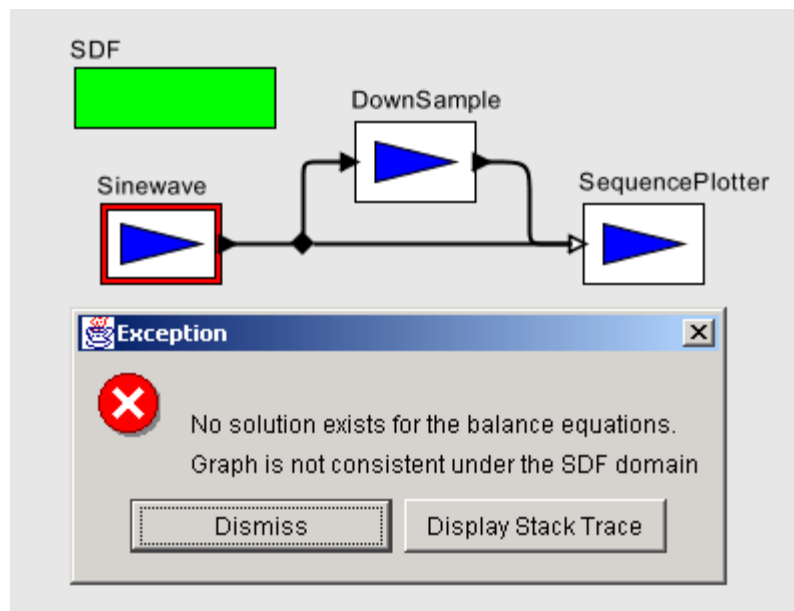 SDF
DownSample
Sinewave
SequencePlotter
Exception
No solution exists for the balance equations.
Graph is not consistent under the SDF domain
Dismiss
Display Stack Trace